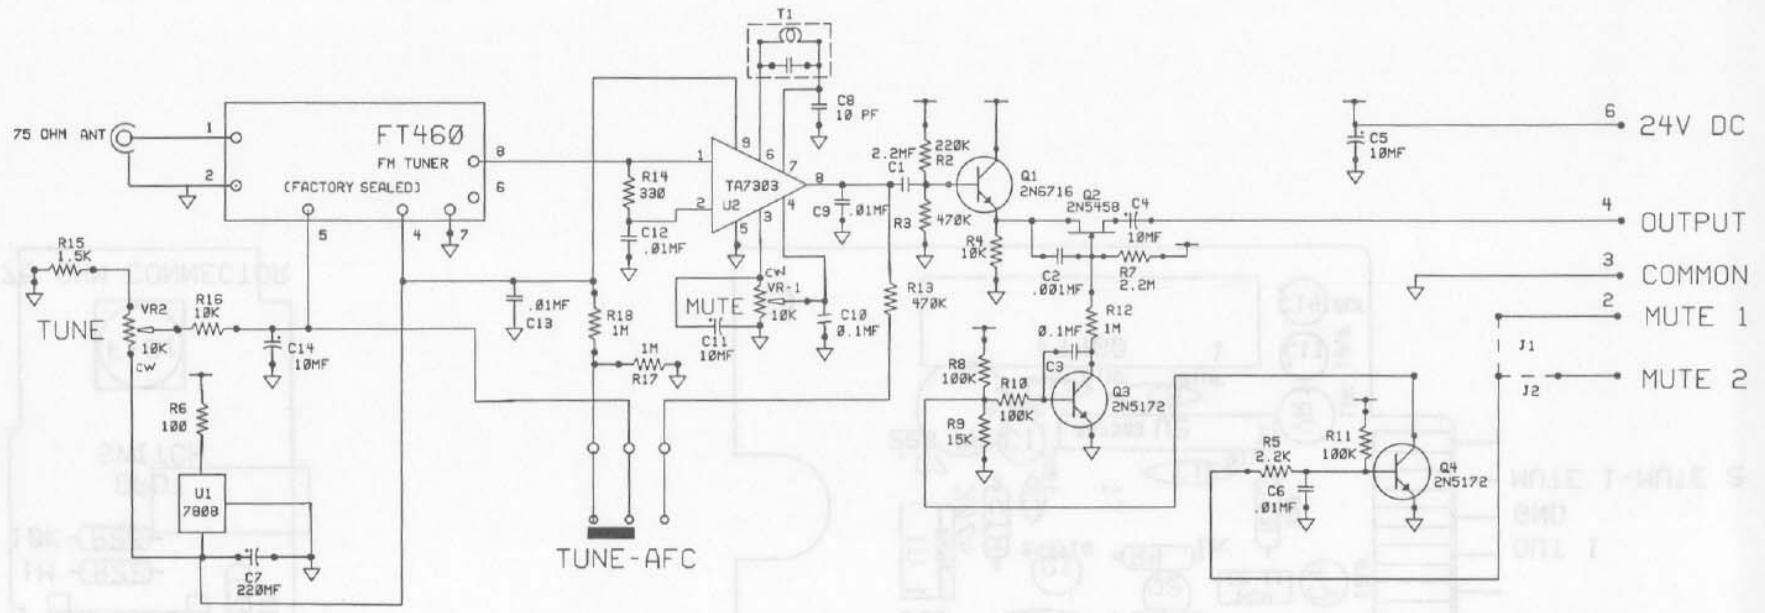 T1
C8
10 PF
75 OHM ANT
1
2
FT460
FM TUNER
(FACTORY SEALED)
8
6
5
4
7
R14
330
C12
.01MF
1
2
9
6
7
TA7303
U2
8
5
3
4
C9
.01MF
2.2MF
C1
220K
R2
R3
470K
Q1
2N6716
R4
10K
Q2
2N5458
C4
10MF
C2
.001MF
R7
2.2M
C5
10MF
6
24V DC
4
OUTPUT
3
COMMON
2
MUTE 1
J1
1
MUTE 2
J2
R15
1.5K
TUNE
VR2
10K
CW
R16
10K
C14
10MF
R6
100
U1
7808
C7
220MF
.01MF
C13
R18
1M
1M
R17
MUTE
CW
VR-1
10K
C11
10MF
C10
0.1MF
R13
470K
R12
1M
0.1MF
C3
R8
100K
R10
100K
R9
15K
Q3
2N5172
R5
2.2K
C6
.01MF
R11
100K
Q4
2N5172
TUNE-AFC